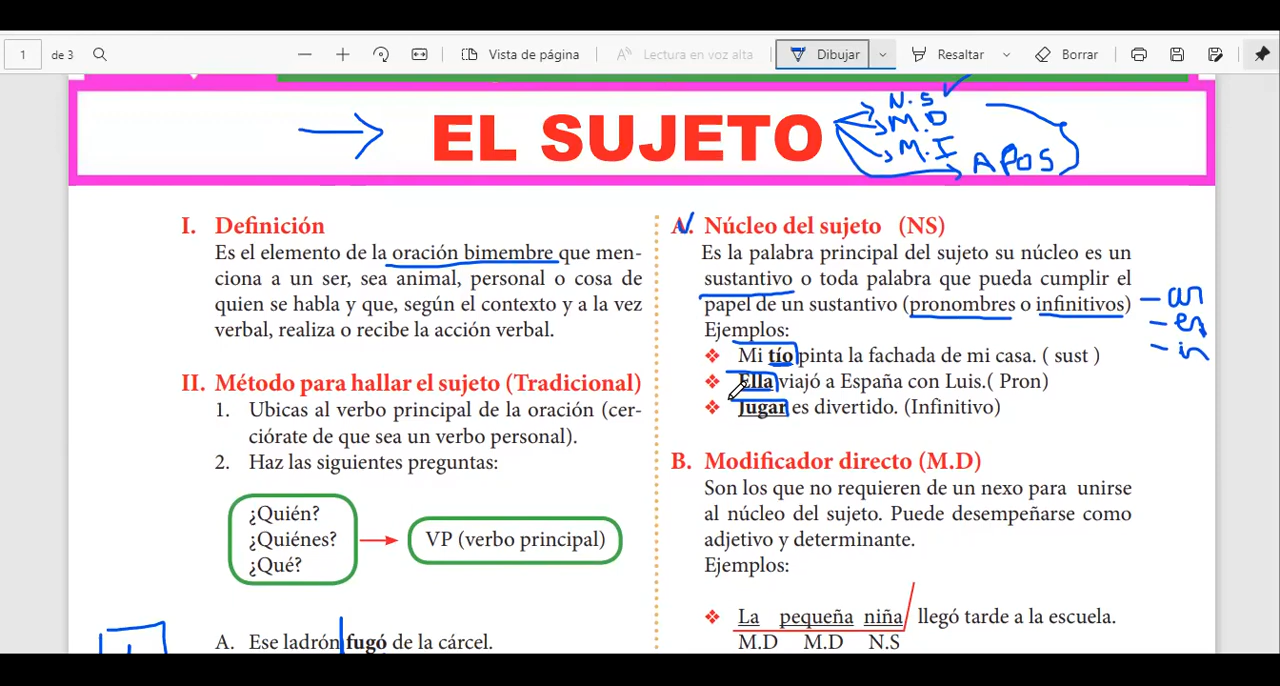 1 de 3
Vista de página
Lectura en voz alta
Dibujar
Resaltar
Borrar
EL SUJETO
N.S
M.D
M.I
APOS
I. Definición
Es el elemento de la oración bimembre que men-
ciona a un ser, sea animal, personal o cosa de
quien se habla y que, según el contexto y a la vez
verbal, realiza o recibe la acción verbal.
II. Método para hallar el sujeto (Tradicional)
1. Ubicas al verbo principal de la oración (cer-
ciórate de que sea un verbo personal).
2. Haz las siguientes preguntas:
¿Quién?
¿Quiénes?
¿Qué?
VP (verbo principal)
A. Ese ladrón fugó de la cárcel.
A. Núcleo del sujeto (NS)
Es la palabra principal del sujeto su núcleo es un
sustantivo o toda palabra que pueda cumplir el
papel de un sustantivo (pronombres o infinitivos)
- ar
- er
- ir
Ejemplos:
❖ Mi tío pinta la fachada de mi casa. ( sust )
❖ Ella viajó a España con Luis.( Pron)
❖ Jugar es divertido. (Infinitivo)
B. Modificador directo (M.D)
Son los que no requieren de un nexo para unirse
al núcleo del sujeto. Puede desempeñarse como
adjetivo y determinante.
Ejemplos:
❖ La pequeña niña / llegó tarde a la escuela.
M.D M.D N.S